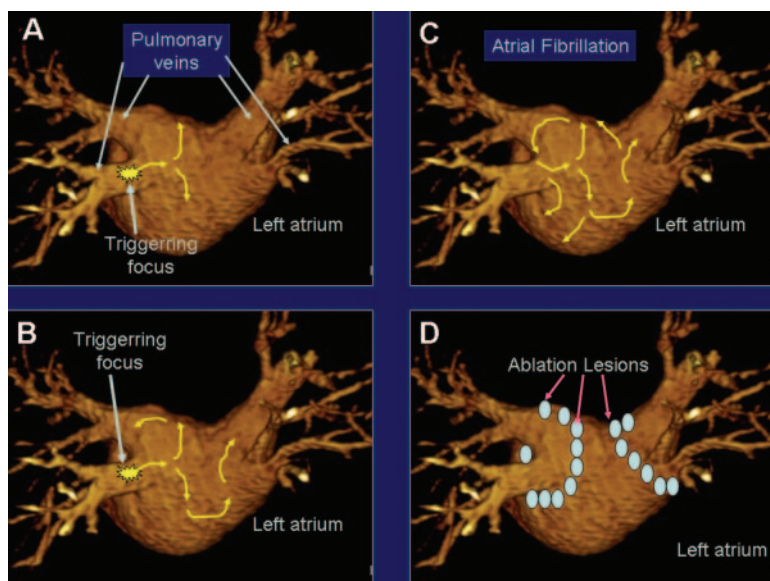 A
Pulmonary
veins
Triggerring
focus
Left atrium
C
Atrial Fibrillation
Left atrium
B
Triggerring
focus
Left atrium
D
Ablation Lesions
Left atrium